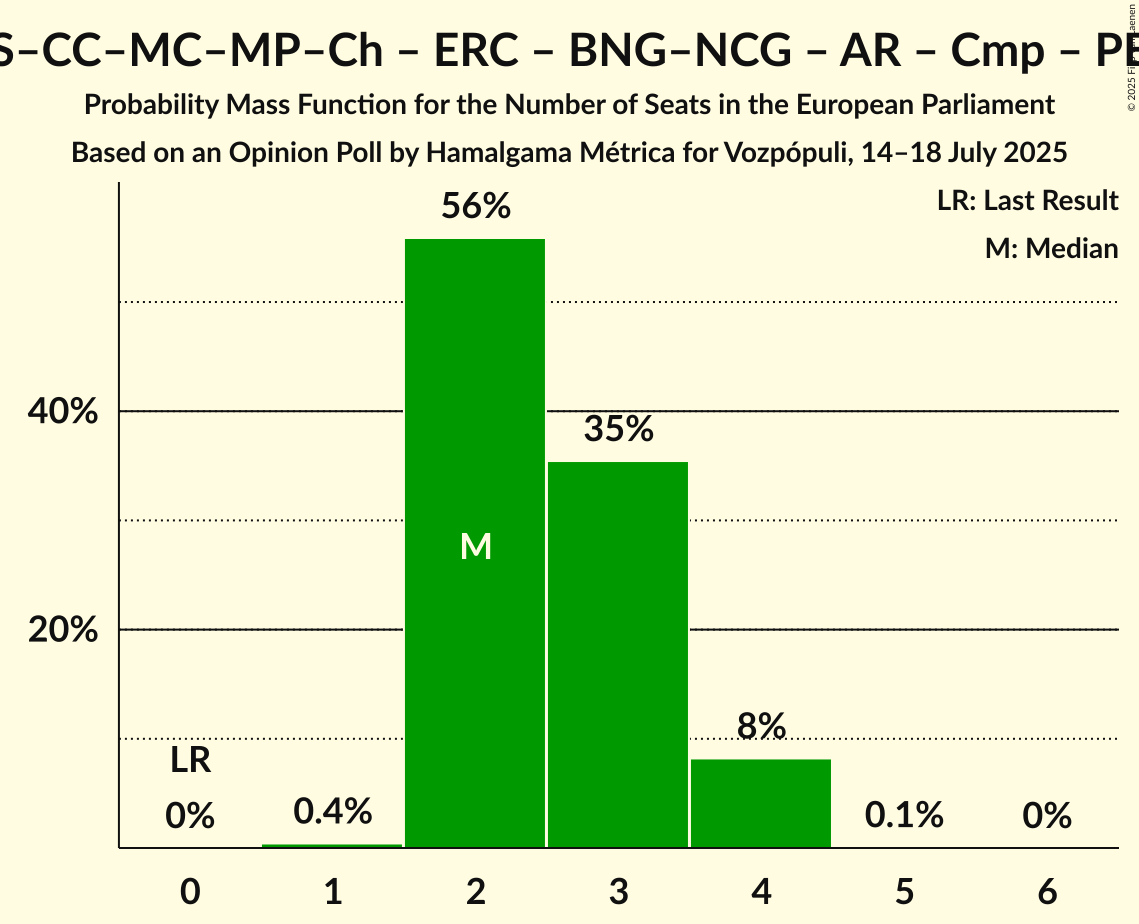 S–CC–MC–MP–Ch – ERC – BNG–NCG – AR – Cmp –
Probability Mass Function for the Number of Seats in the European Parliament
Based on an Opinion Poll by Hamalgama Métrica for Vozpópuli, 14–18 July 2025
© 2025
LR: Last Result
M: Median
56%
40%
35%
M
20%
8%
LR
0%
0.4%
0.1%
0%
0 1 2 3 4 5 6